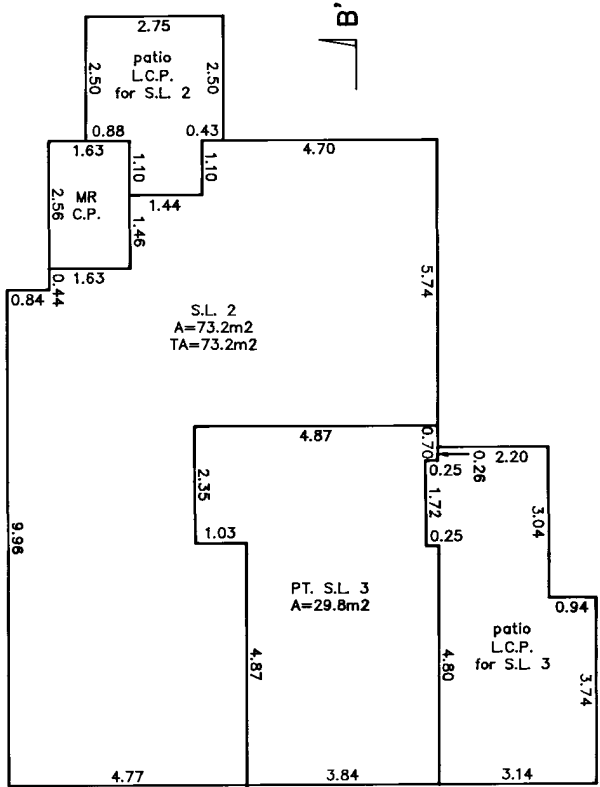 B'
2.75
patio
L.C.P.
for S.L. 2
2.50
2.50
0.88
0.43
1.63
1.10
1.10
4.70
MR
C.P.
2.56
1.44
1.46
1.63
0.44
0.84
5.74
S.L. 2
A=73.2m2
TA=73.2m2
4.87
0.70
2.20
0.26
0.25
2.35
1.72
3.04
1.03
0.25
9.96
PT. S.L. 3
A=29.8m2
0.94
patio
L.C.P.
for S.L. 3
4.87
4.80
3.74
4.77
3.84
3.14